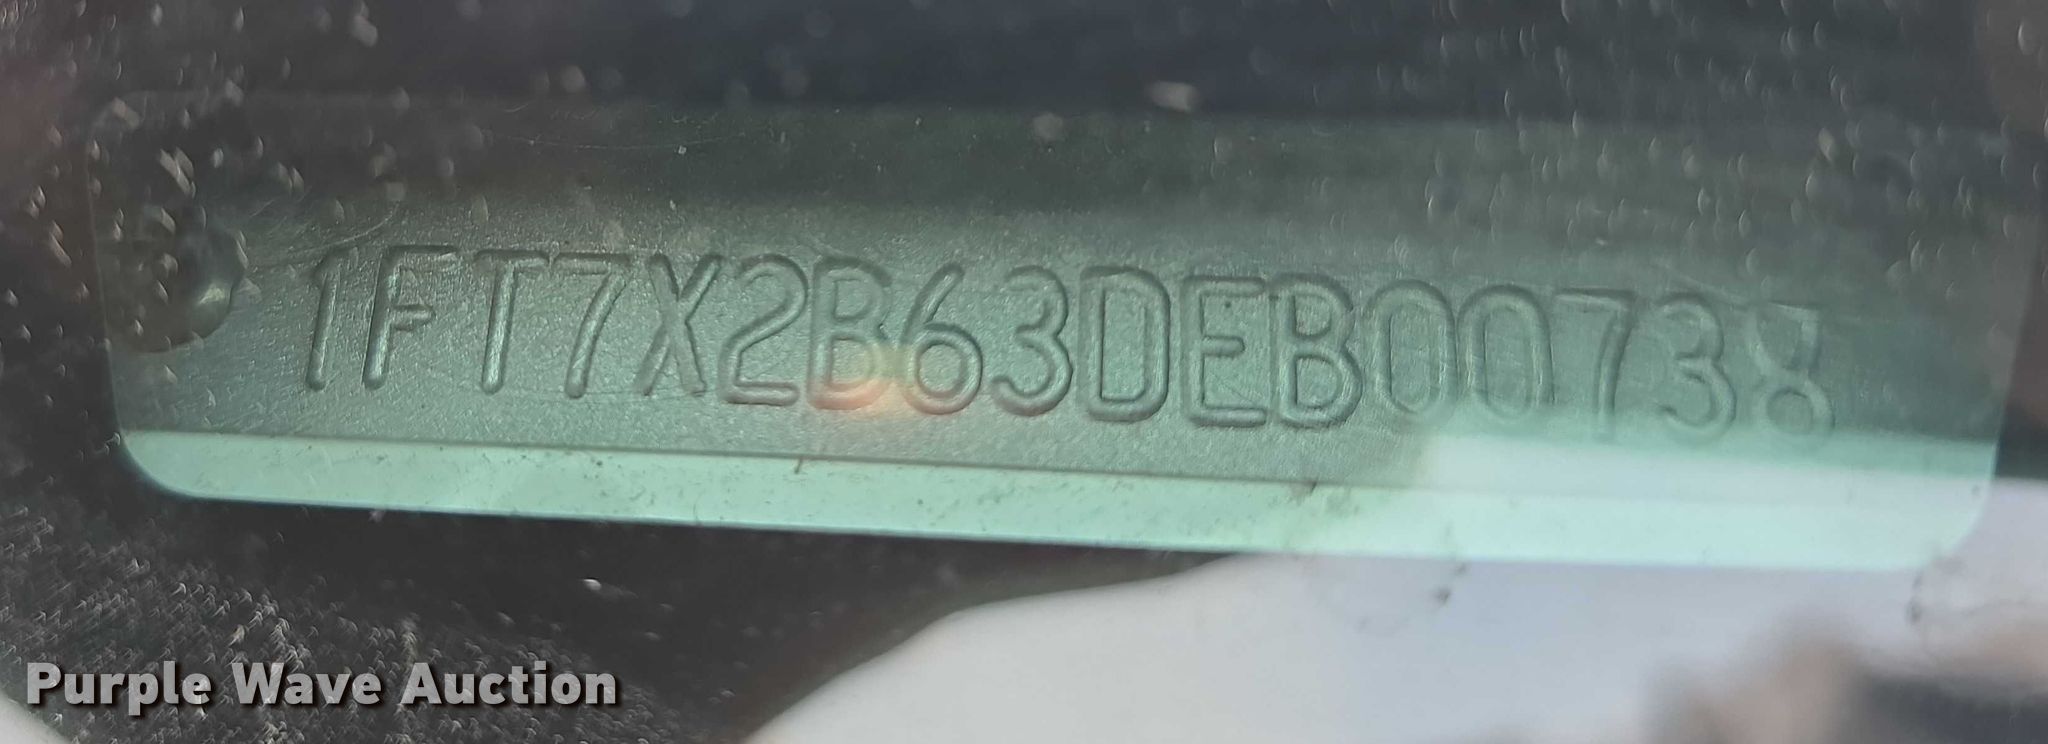 1FT7X2B63DEB00738
Purple Wave Auction